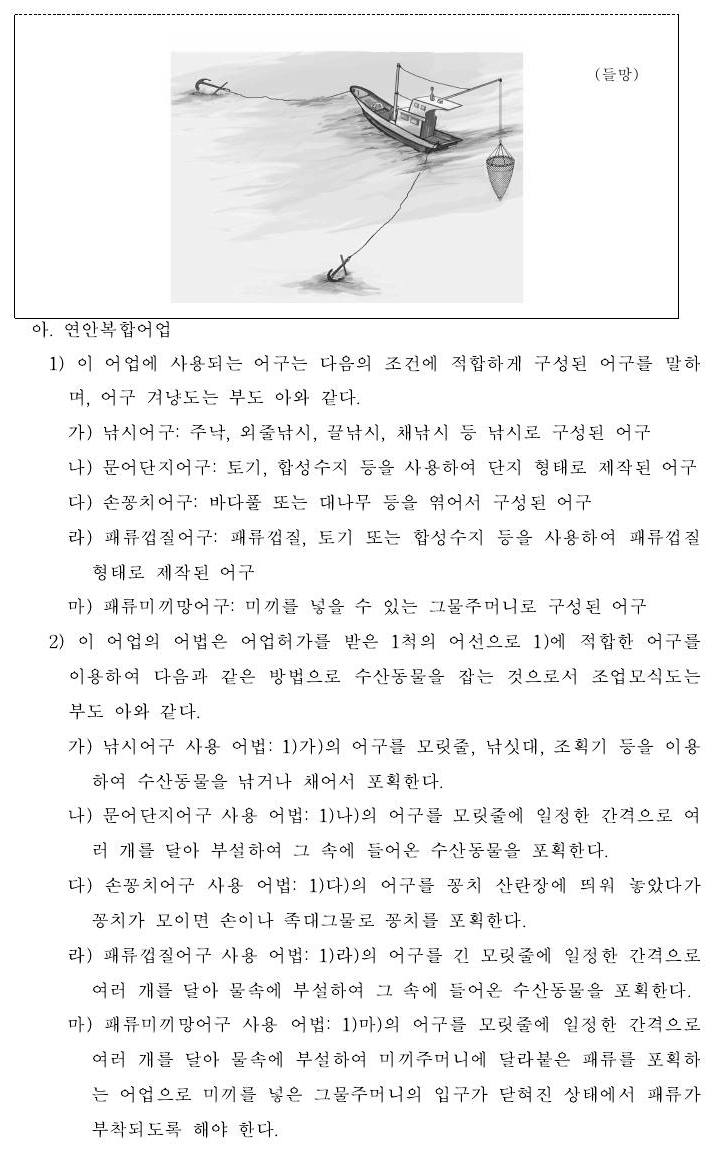 (들망)
아. 연안복합어업
1) 이 어업에 사용되는 어구는 다음의 조건에 적합하게 구성된 어구를 말하
며, 어구 겨냥도는 부도 아와 같다.
가) 낚시어구: 주낙, 외줄낚시, 끌낚시, 채낚시 등 낚시로 구성된 어구
나) 문어단지어구: 토기, 합성수지 등을 사용하여 단지 형태로 제작된 어구
다) 손꽁치어구: 바다풀 또는 대나무 등을 엮어서 구성된 어구
라) 패류껍질어구: 패류껍질, 토기 또는 합성수지 등을 사용하여 패류껍질
형태로 제작된 어구
마) 패류미끼망어구: 미끼를 넣을 수 있는 그물주머니로 구성된 어구
2) 이 어업의 어법은 어업허가를 받은 1척의 어선으로 1)에 적합한 어구를
이용하여 다음과 같은 방법으로 수산동물을 잡는 것으로서 조업모식도는
부도 아와 같다.
가) 낚시어구 사용 어법: 1)가)의 어구를 모릿줄, 낚싯대, 조획기 등을 이용
하여 수산동물을 낚거나 채어서 포획한다.
나) 문어단지어구 사용 어법: 1)나)의 어구를 모릿줄에 일정한 간격으로 여
러 개를 달아 부설하여 그 속에 들어온 수산동물을 포획한다.
다) 손꽁치어구 사용 어법: 1)다)의 어구를 꽁치 산란장에 띄워 놓았다가
꽁치가 모이면 손이나 족대그물로 꽁치를 포획한다.
라) 패류껍질어구 사용 어법: 1)라)의 어구를 긴 모릿줄에 일정한 간격으로
여러 개를 달아 물속에 부설하여 그 속에 들어온 수산동물을 포획한다.
마) 패류미끼망어구 사용 어법: 1)마)의 어구를 모릿줄에 일정한 간격으로
여러 개를 달아 물속에 부설하여 미끼주머니에 달라붙은 패류를 포획하
는 어업으로 미끼를 넣은 그물주머니의 입구가 닫혀진 상태에서 패류가
부착되도록 해야 한다.